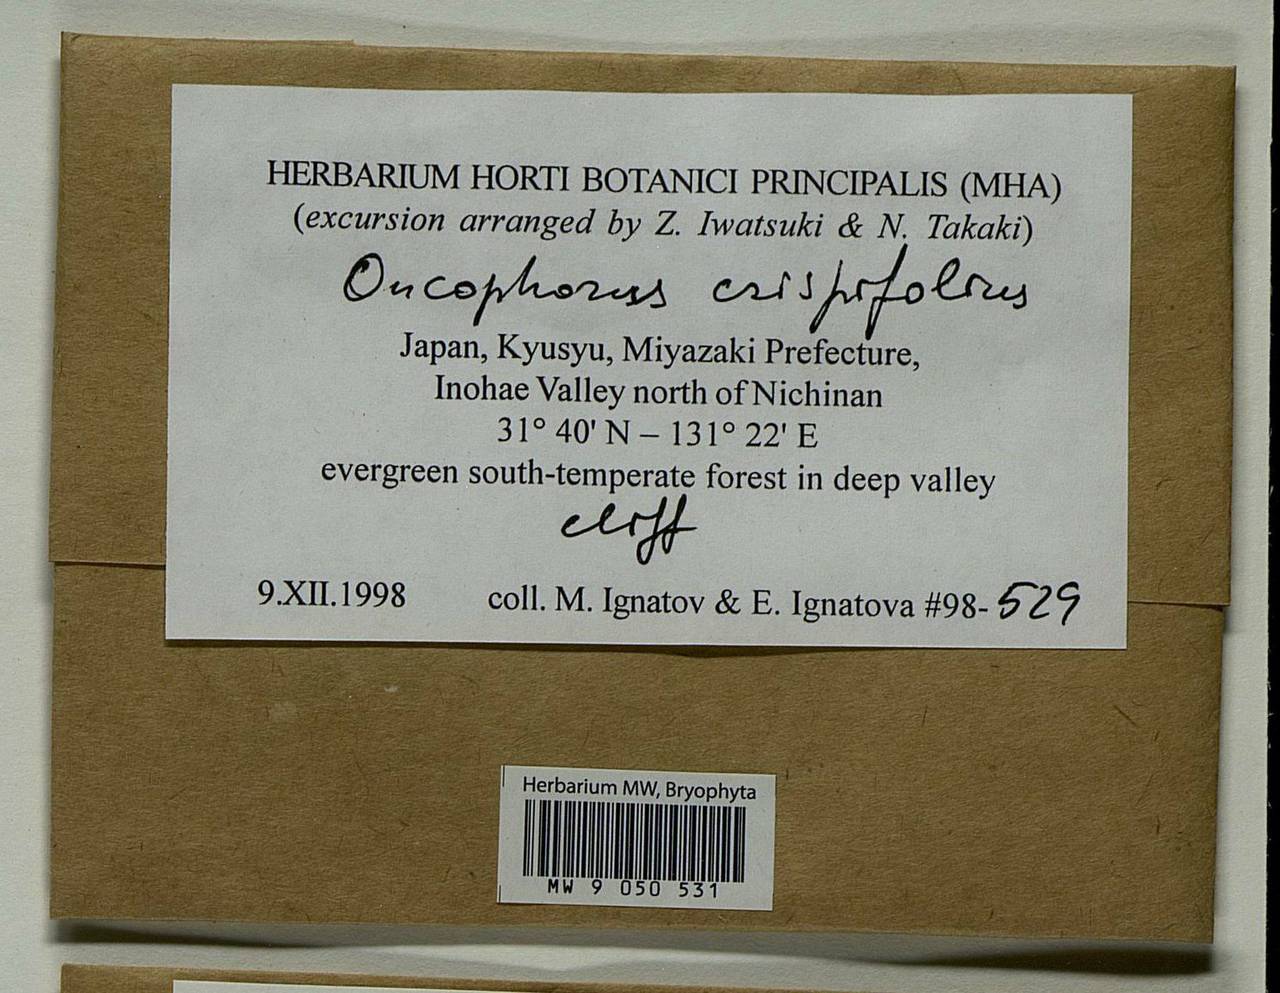 HERBARIUM HORTI BOTANICI PRINCIPALIS (MHA)
(excursion arranged by Z. Iwatsuki & N. Takaki)
Oncophorus crispifolius
Japan, Kyusyu, Miyazaki Prefecture,
Inohae Valley north of Nichinan
31° 40' N – 131° 22' E
evergreen south-temperate forest in deep valley
cliff
9.XII.1998 coll. M. Ignatov & E. Ignatova #98-529
Herbarium MW, Bryophyta
MW 9 050 531